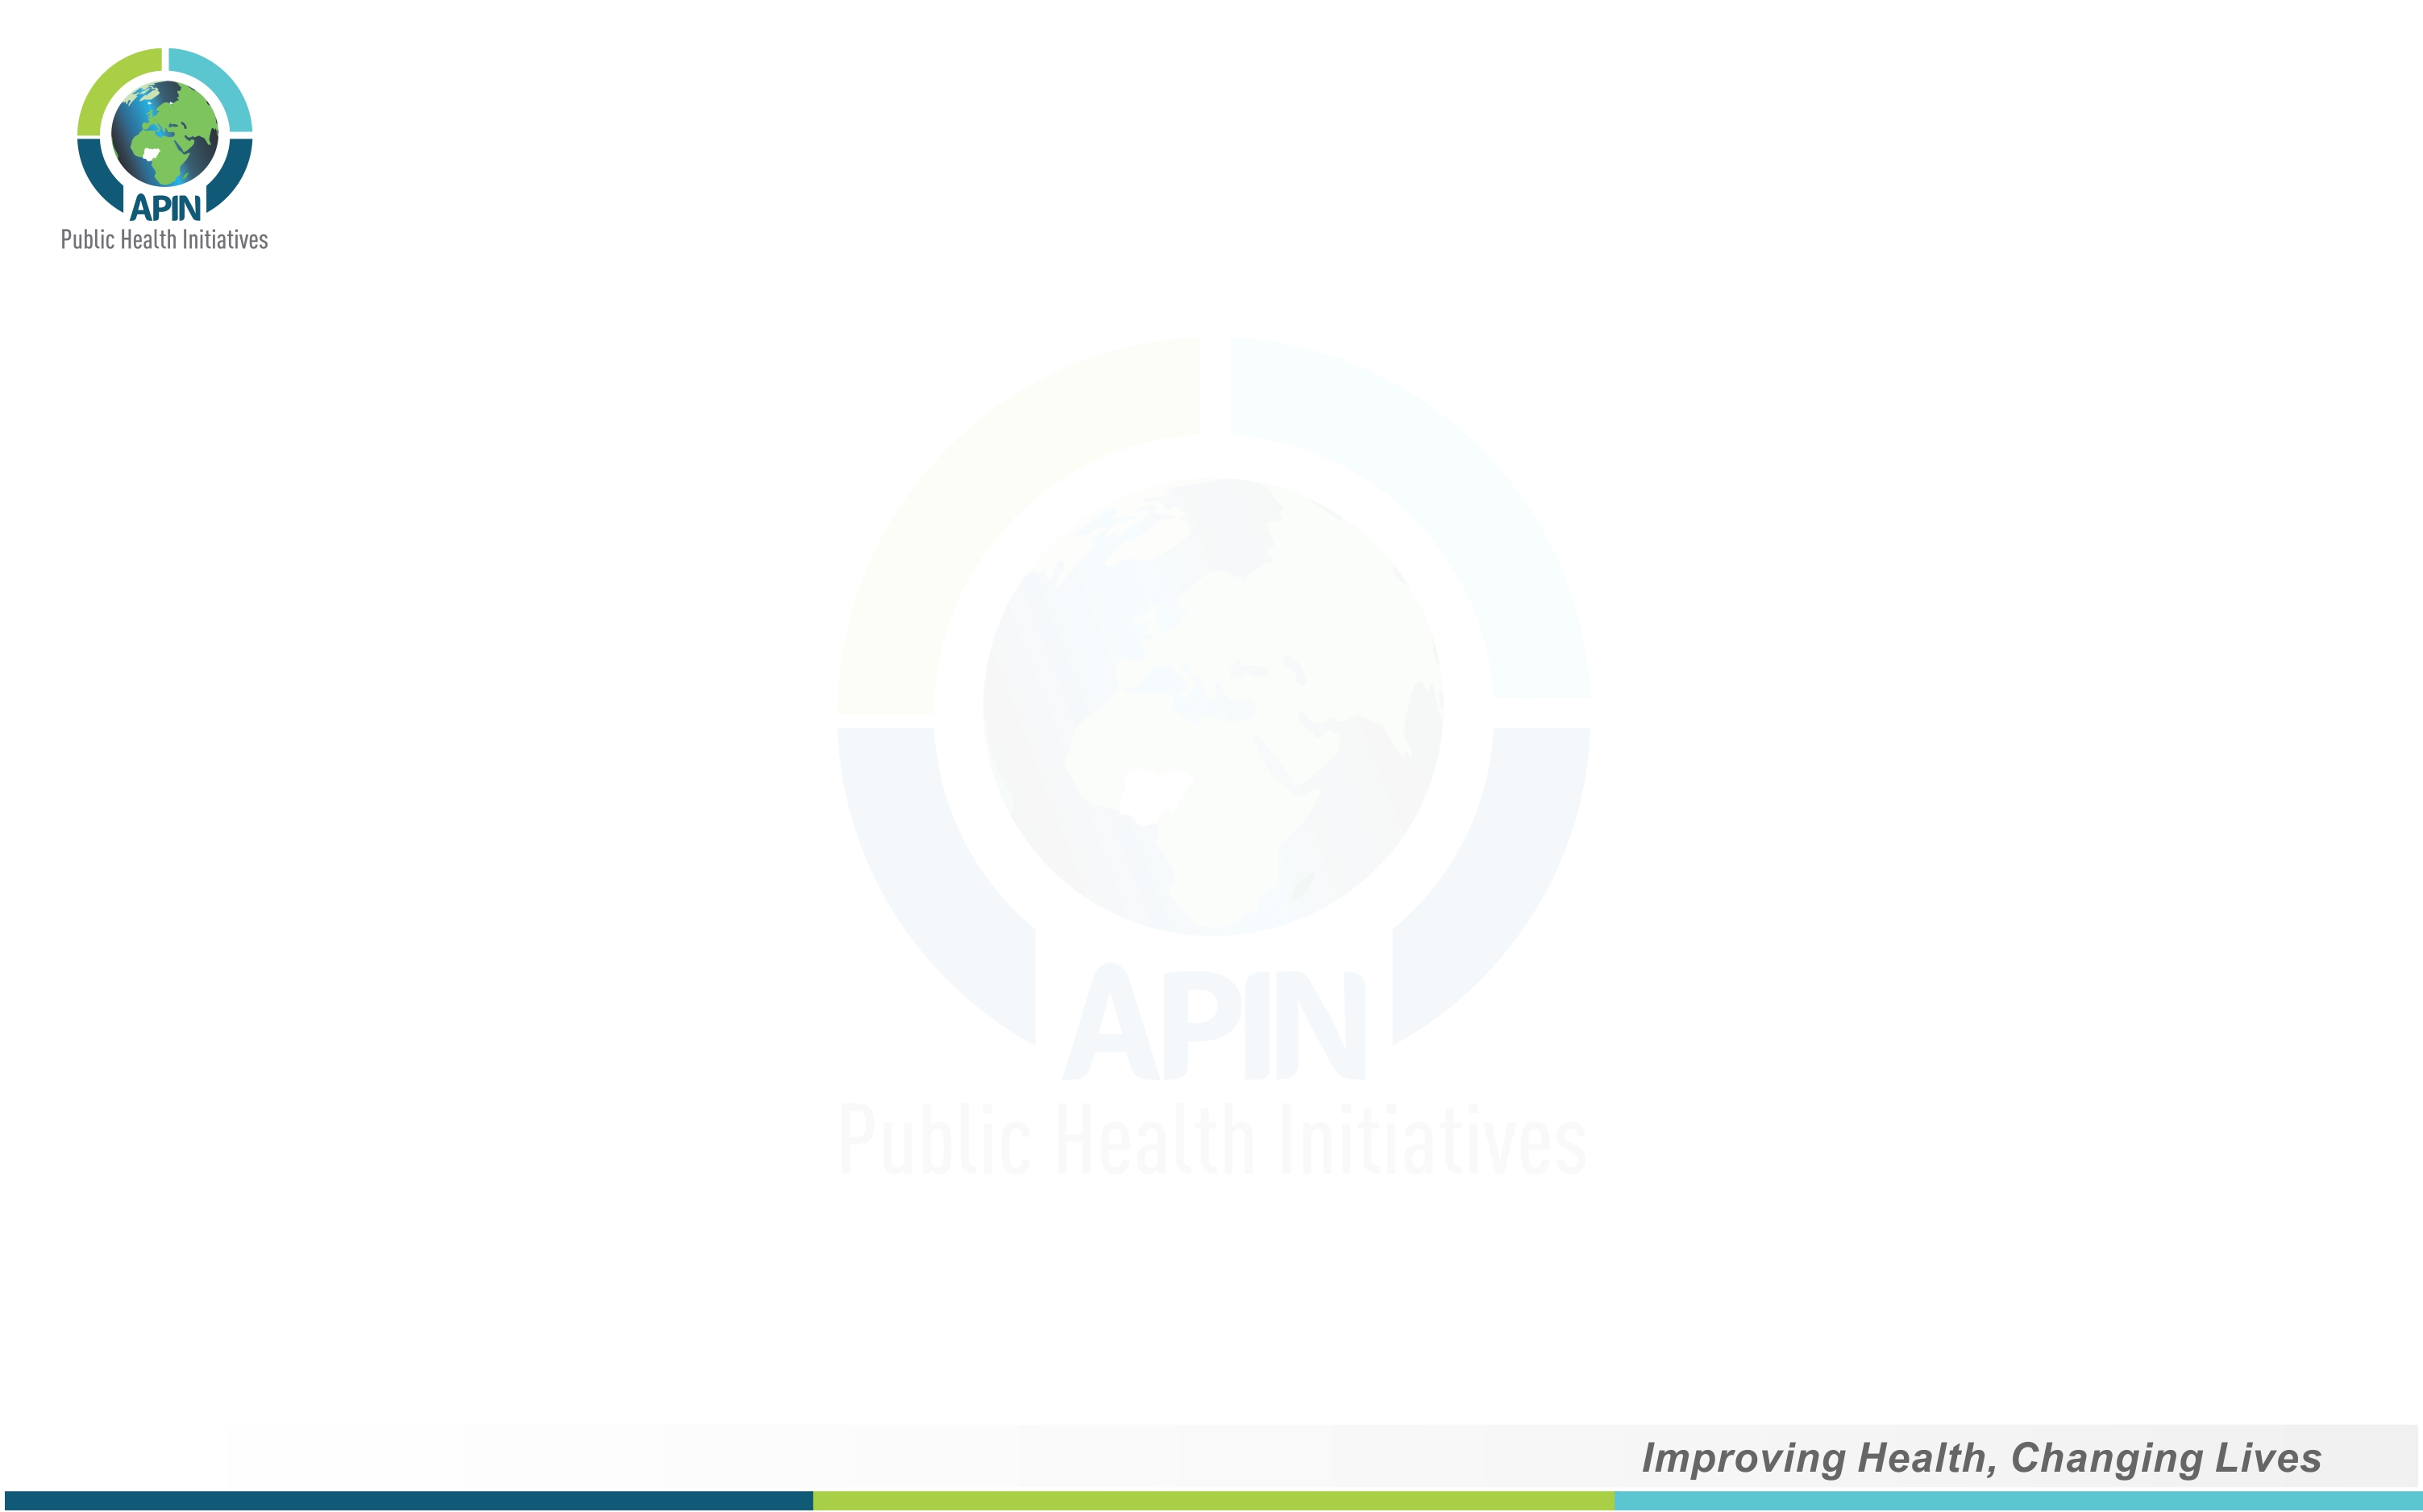 APIN
Public Health Initiatives
APIN
Public Health Initiatives
Improving Health, Changing Lives